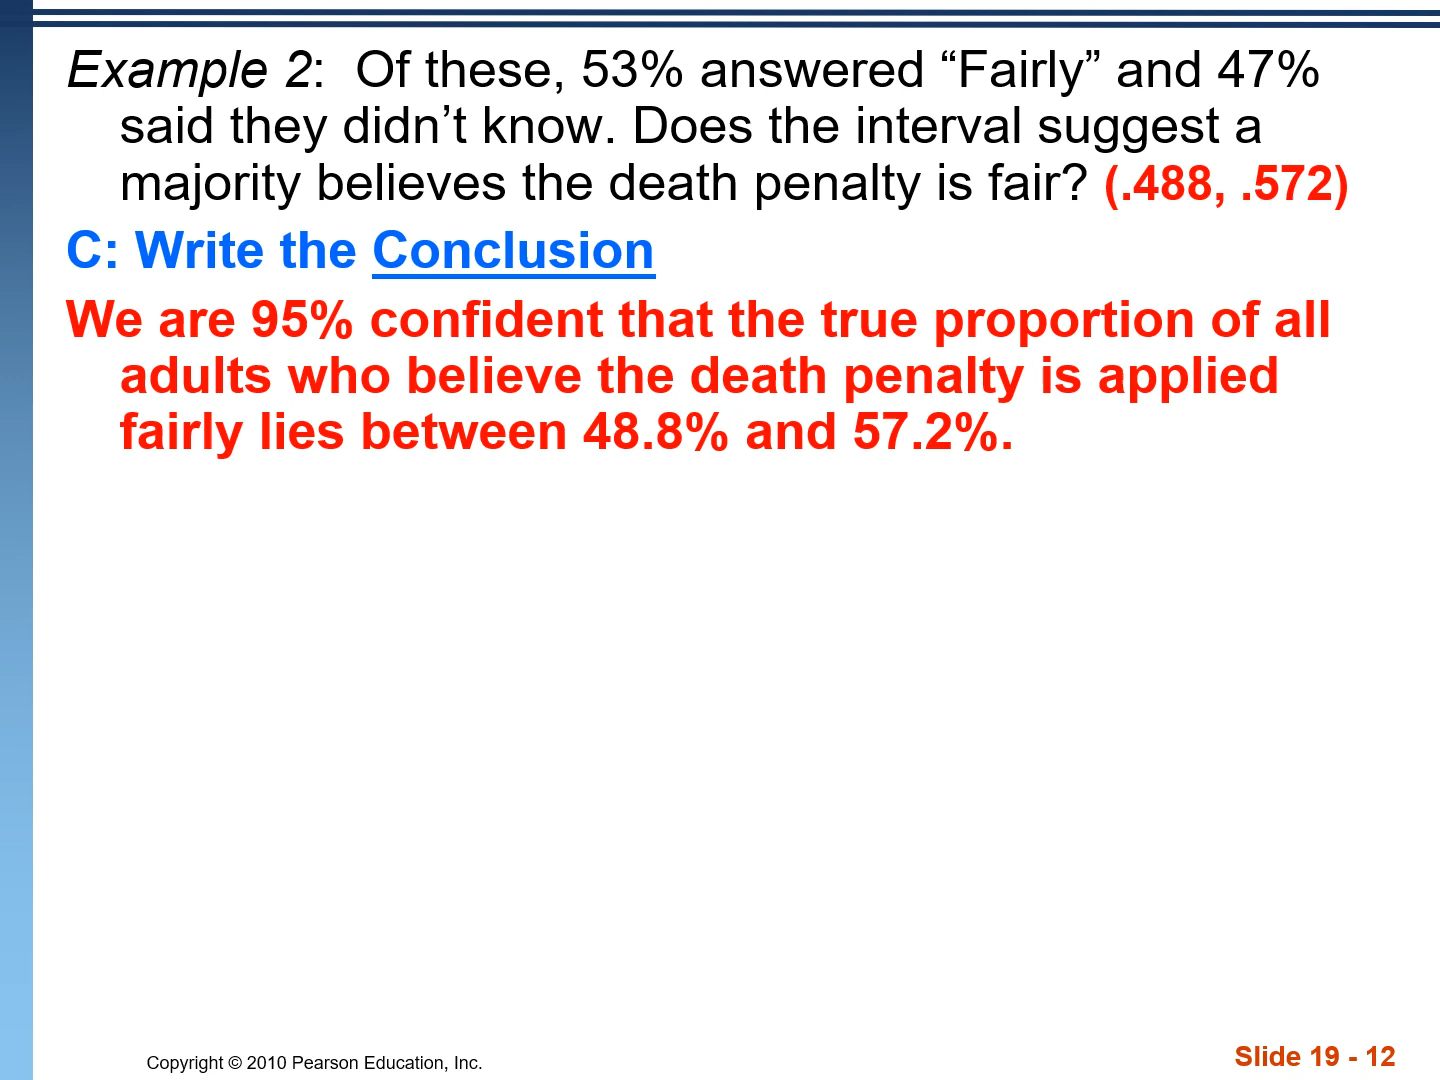 Example 2:  Of these, 53% answered “Fairly” and 47%
said they didn’t know. Does the interval suggest a
majority believes the death penalty is fair? (.488, .572)
C: Write the Conclusion
We are 95% confident that the true proportion of all
adults who believe the death penalty is applied
fairly lies between 48.8% and 57.2%.
Copyright © 2010 Pearson Education, Inc.
Slide 19 - 12